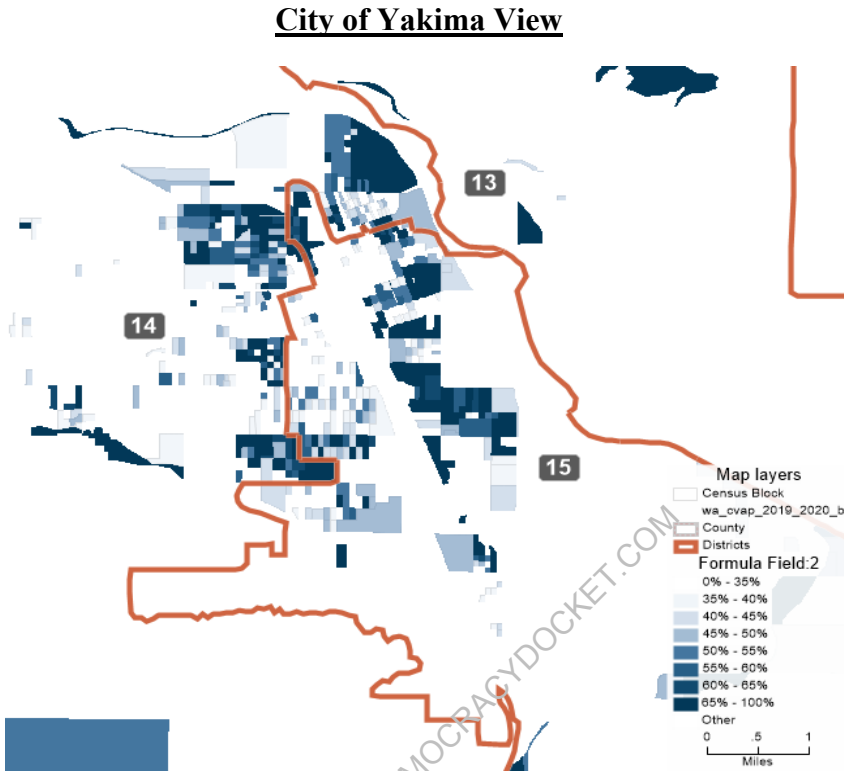 City of Yakima View
13
14
15
Map layers
Census Block
wa_cvap_2019_2020_b
County
Districts
Formula Field:2
0% - 35%
35% - 40%
40% - 45%
45% - 50%
50% - 55%
55% - 60%
60% - 65%
65% - 100%
Other
0 .5 1
Miles
MOCRACYDOCKET.COM